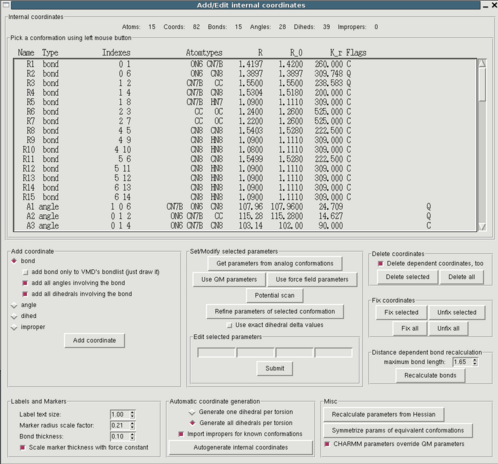 Add/Edit internal coordinates
Internal coordinates
Atoms: 15 Coords: 82 Bonds: 15 Angles: 28 Diheds: 39 Impropers: 0
Pick a conformation using left mouse button
Name Type Indexes Atomtypes R R_0 K_r Flags
R1 bond 0 1 ON6 CN7B 1.4197 1.4200 260.000 C
R2 bond 0 6 ON6 CN8 1.3897 1.3897 309.748 Q
R3 bond 1 2 CN7B CC 1.5500 1.5500 238.583 Q
R4 bond 1 4 CN7B CN8 1.5304 1.5180 200.000 C
R5 bond 1 8 CN7B HN7 1.0900 1.1110 309.000 C
R6 bond 2 3 CC OC 1.2400 1.2600 525.000 C
R7 bond 2 7 CC OC 1.2200 1.2600 525.000 C
R8 bond 4 5 CN8 CN8 1.5403 1.5280 222.500 C
R9 bond 4 9 CN8 HN8 1.0900 1.1110 309.000 C
R10 bond 4 10 CN8 HN8 1.0800 1.1110 309.000 C
R11 bond 5 6 CN8 CN8 1.5499 1.5280 222.500 C
R12 bond 5 11 CN8 HN8 1.0900 1.1110 309.000 C
R13 bond 5 12 CN8 HN8 1.0900 1.1110 309.000 C
R14 bond 6 13 CN8 HN8 1.0900 1.1110 309.000 C
R15 bond 6 14 CN8 HN8 1.0900 1.1110 309.000 C
A1 angle 1 0 6 CN7B ON6 CN8 107.96 107.9600 24.709 Q
A2 angle 0 1 2 ON6 CN7B CC 115.28 115.2800 14.627 Q
A3 angle 0 1 4 ON6 CN7B CN8 103.14 102.00 90.000 C
Add coordinate
bond
add bond only to VMD's bondlist (just draw it)
add all angles involving the bond
add all dihedrals involving the bond
angle
dihed
improper
Add coordinate
Set/Modify selected parameters
Get parameters from analog conformations
Use QM parameters Use force field parameters
Potential scan
Refine parameters of selected conformation
Use exact dihedral delta values
Edit selected parameters
Submit
Delete coordinates
Delete dependent coordinates, too
Delete selected Delete all
Fix coordinates
Fix selected Unfix selected
Fix all Unfix all
Distance dependent bond recalculation
maximum bond length: 1.65
Recalculate bonds
Labels and Markers
Label text size: 1.00
Marker radius scale factor: 0.21
Bond thickness: 0.10
Scale marker thickness with force constant
Automatic coordinate generation
Generate one dihedral per torsion
Generate all dihedrals per torsion
Import impropers for known conformations
Autogenerate internal coordinates
Misc
Recalculate parameters from Hessian
Symmetrize params of equivalent conformations
CHARMM parameters override QM parameters